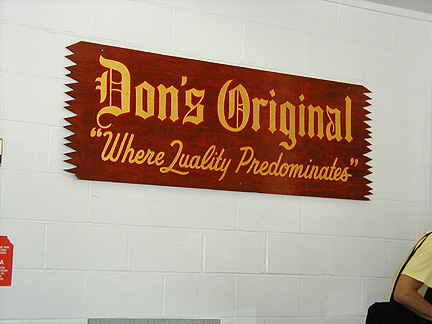 Don's Original
"Where Quality Predominates"